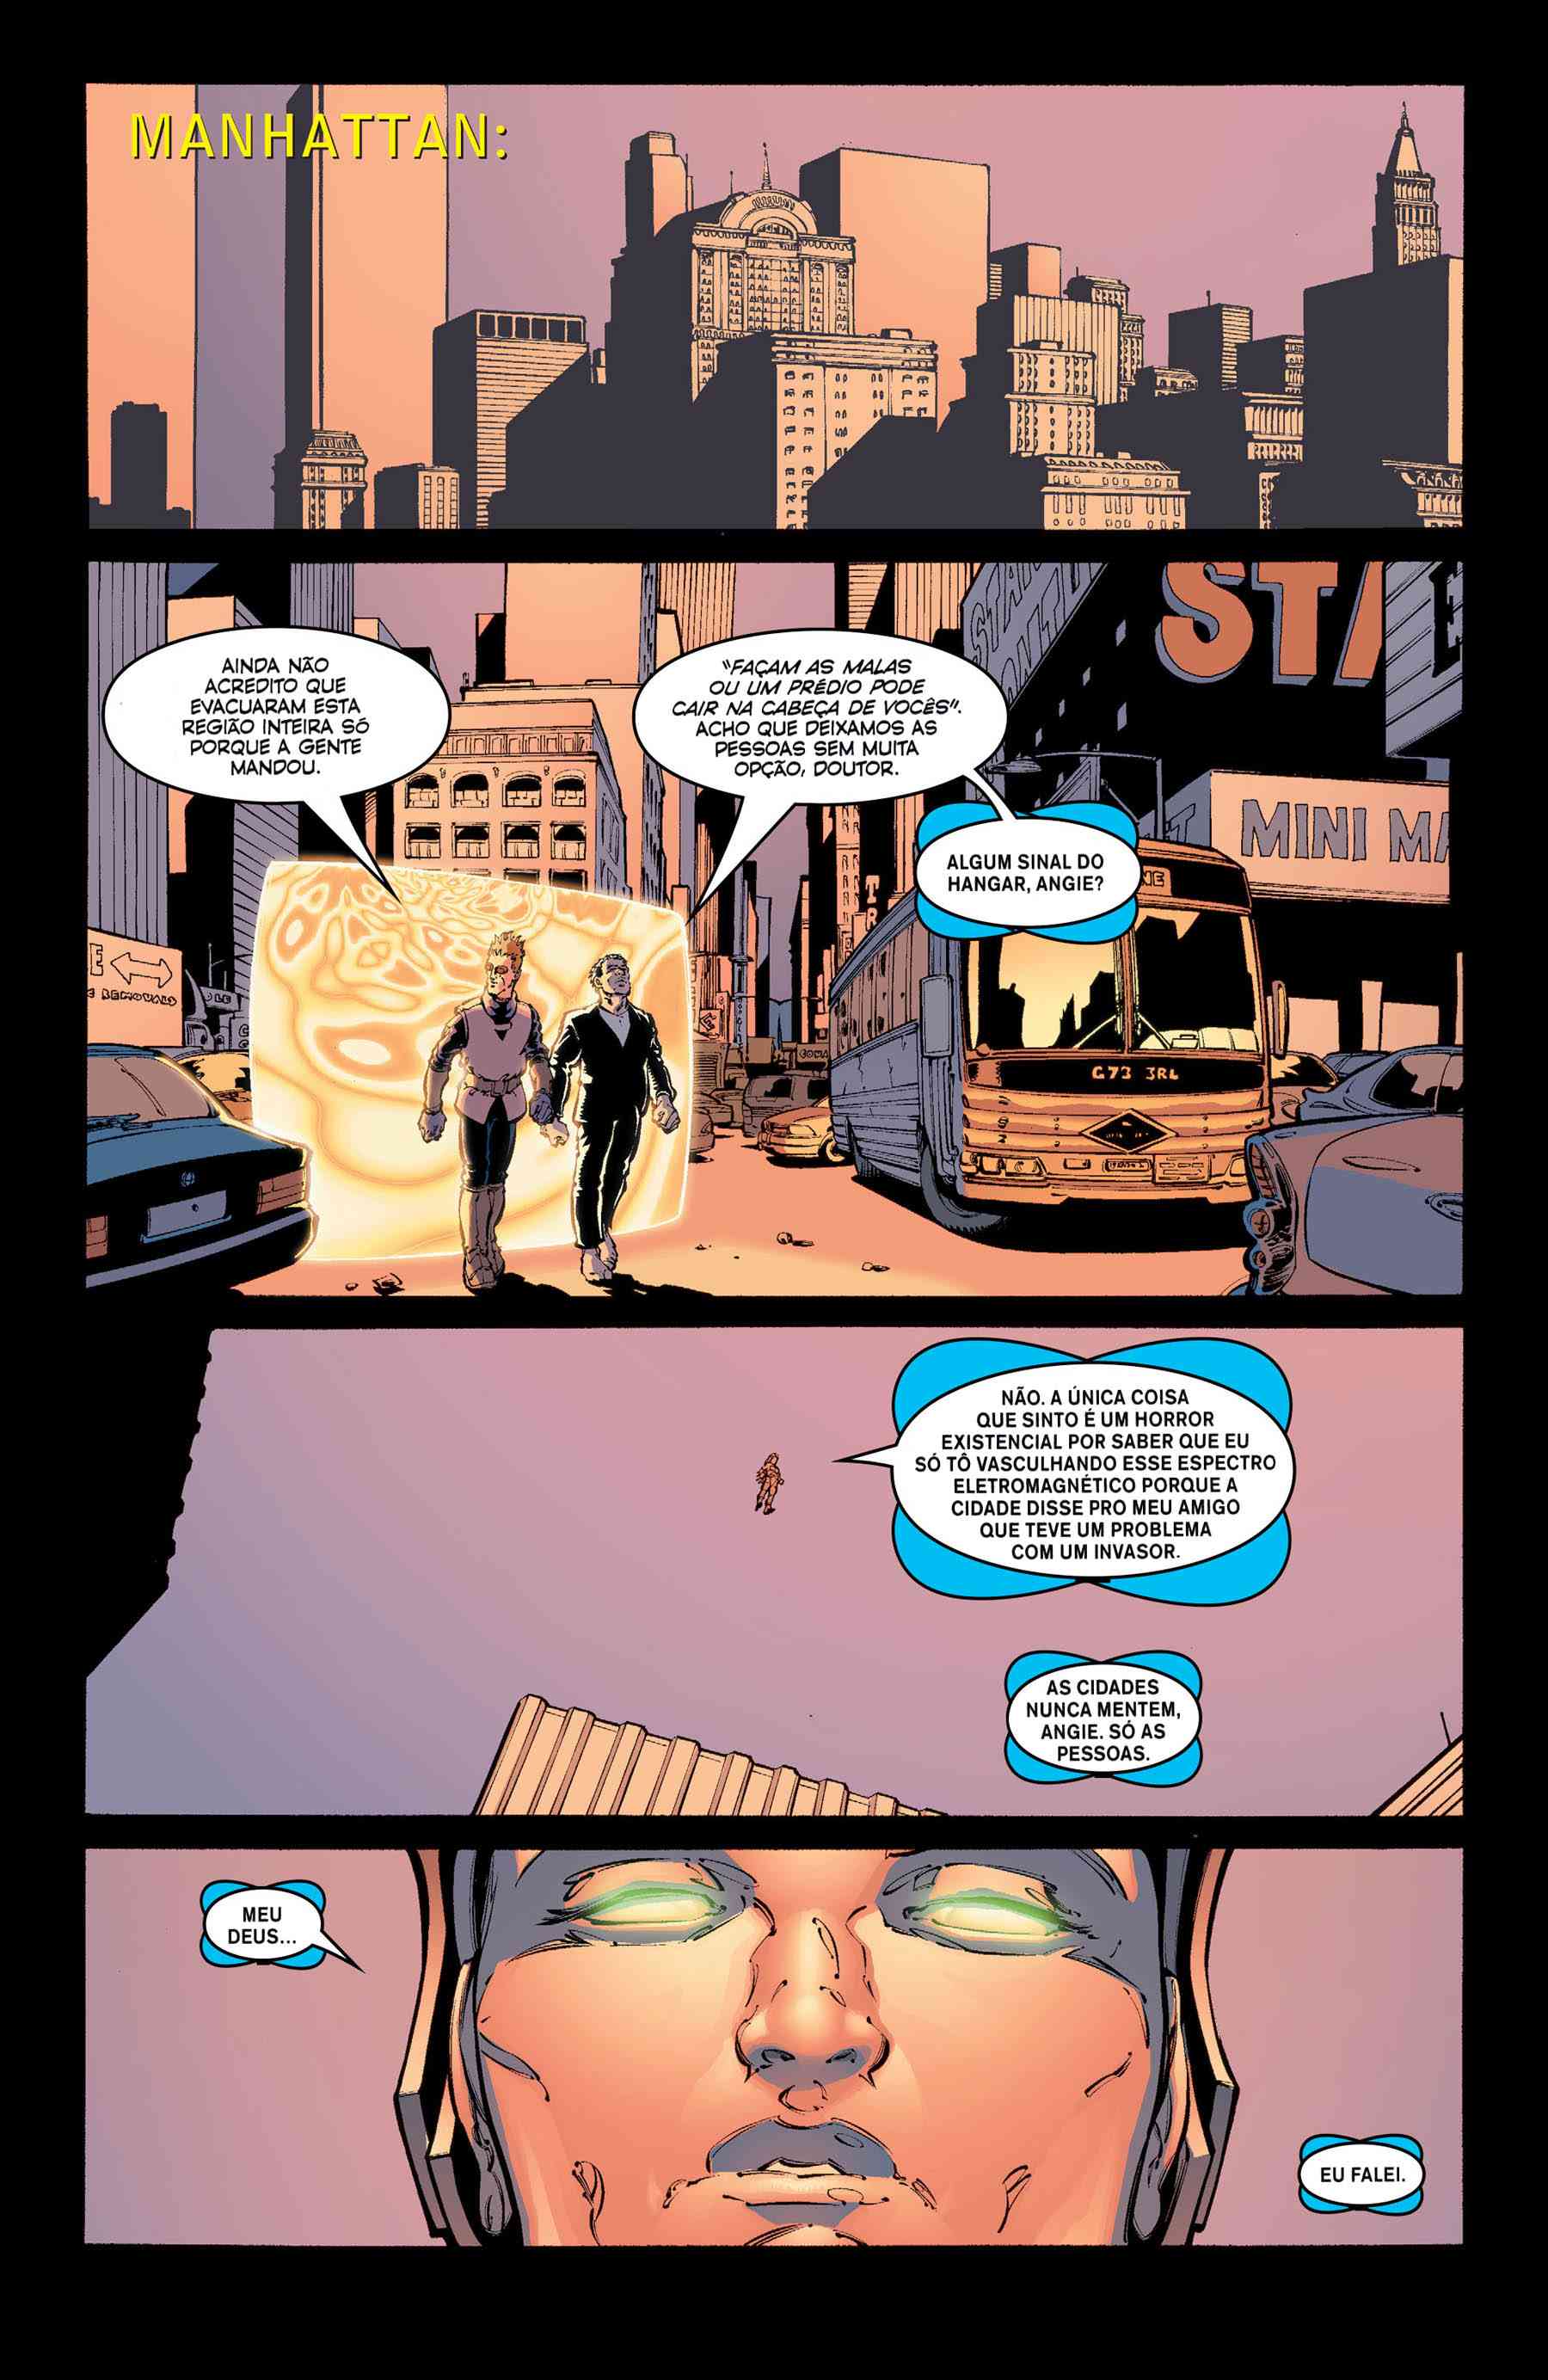 MANHATTAN:
AINDA NÃO
ACREDITO QUE
EVACUARAM ESTA
REGIÃO INTEIRA SÓ
PORQUE A GENTE
MANDOU.
"FAÇAM AS MALAS
OU UM PRÉDIO PODE
CAIR NA CABEÇA DE VOCÊS".
ACHO QUE DEIXAMOS AS
PESSOAS SEM MUITA
OPÇÃO, DOUTOR.
ALGUM SINAL DO
HANGAR, ANGIE?
STA
MINI MA
NE
E
REMOVALS
G73 3RL
NÃO. A ÚNICA COISA
QUE SINTO É UM HORROR
EXISTENCIAL POR SABER QUE EU
SÓ TÔ VASCULHANDO ESSE ESPECTRO
ELETROMAGNÉTICO PORQUE A
CIDADE DISSE PRO MEU AMIGO
QUE TEVE UM PROBLEMA
COM UM INVASOR.
AS CIDADES
NUNCA MENTEM,
ANGIE. SÓ AS
PESSOAS.
MEU
DEUS...
EU FALEI.